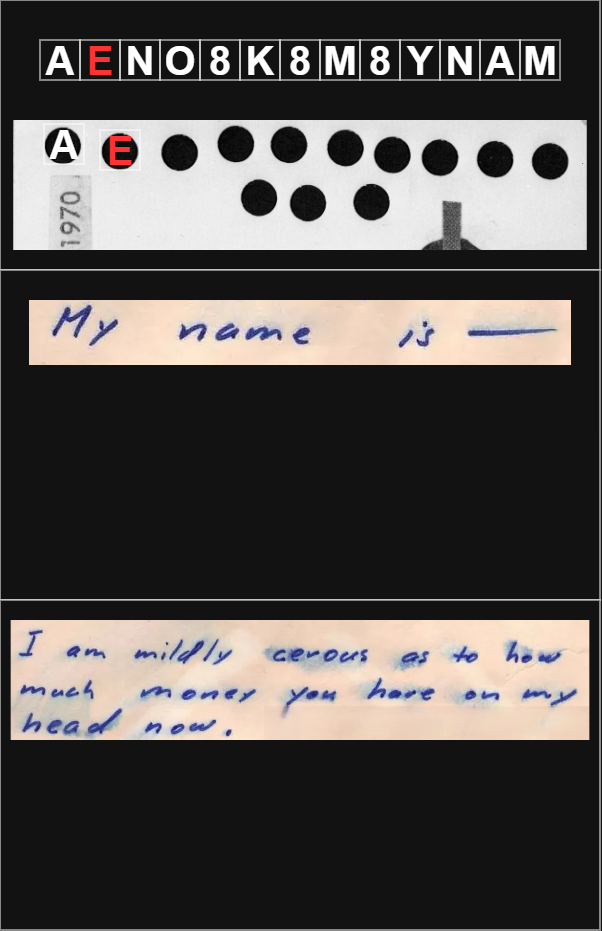 AENO8K8M8YNAM
A E
1970
My name is —
I am mildly cerous as to how
much money you have on my
head now.